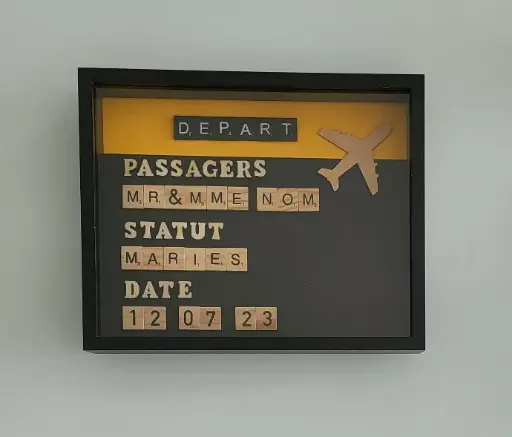 DEPART
PASSAGERS
MR&MME NOM
STATUT
MARIES
DATE
12 07 23